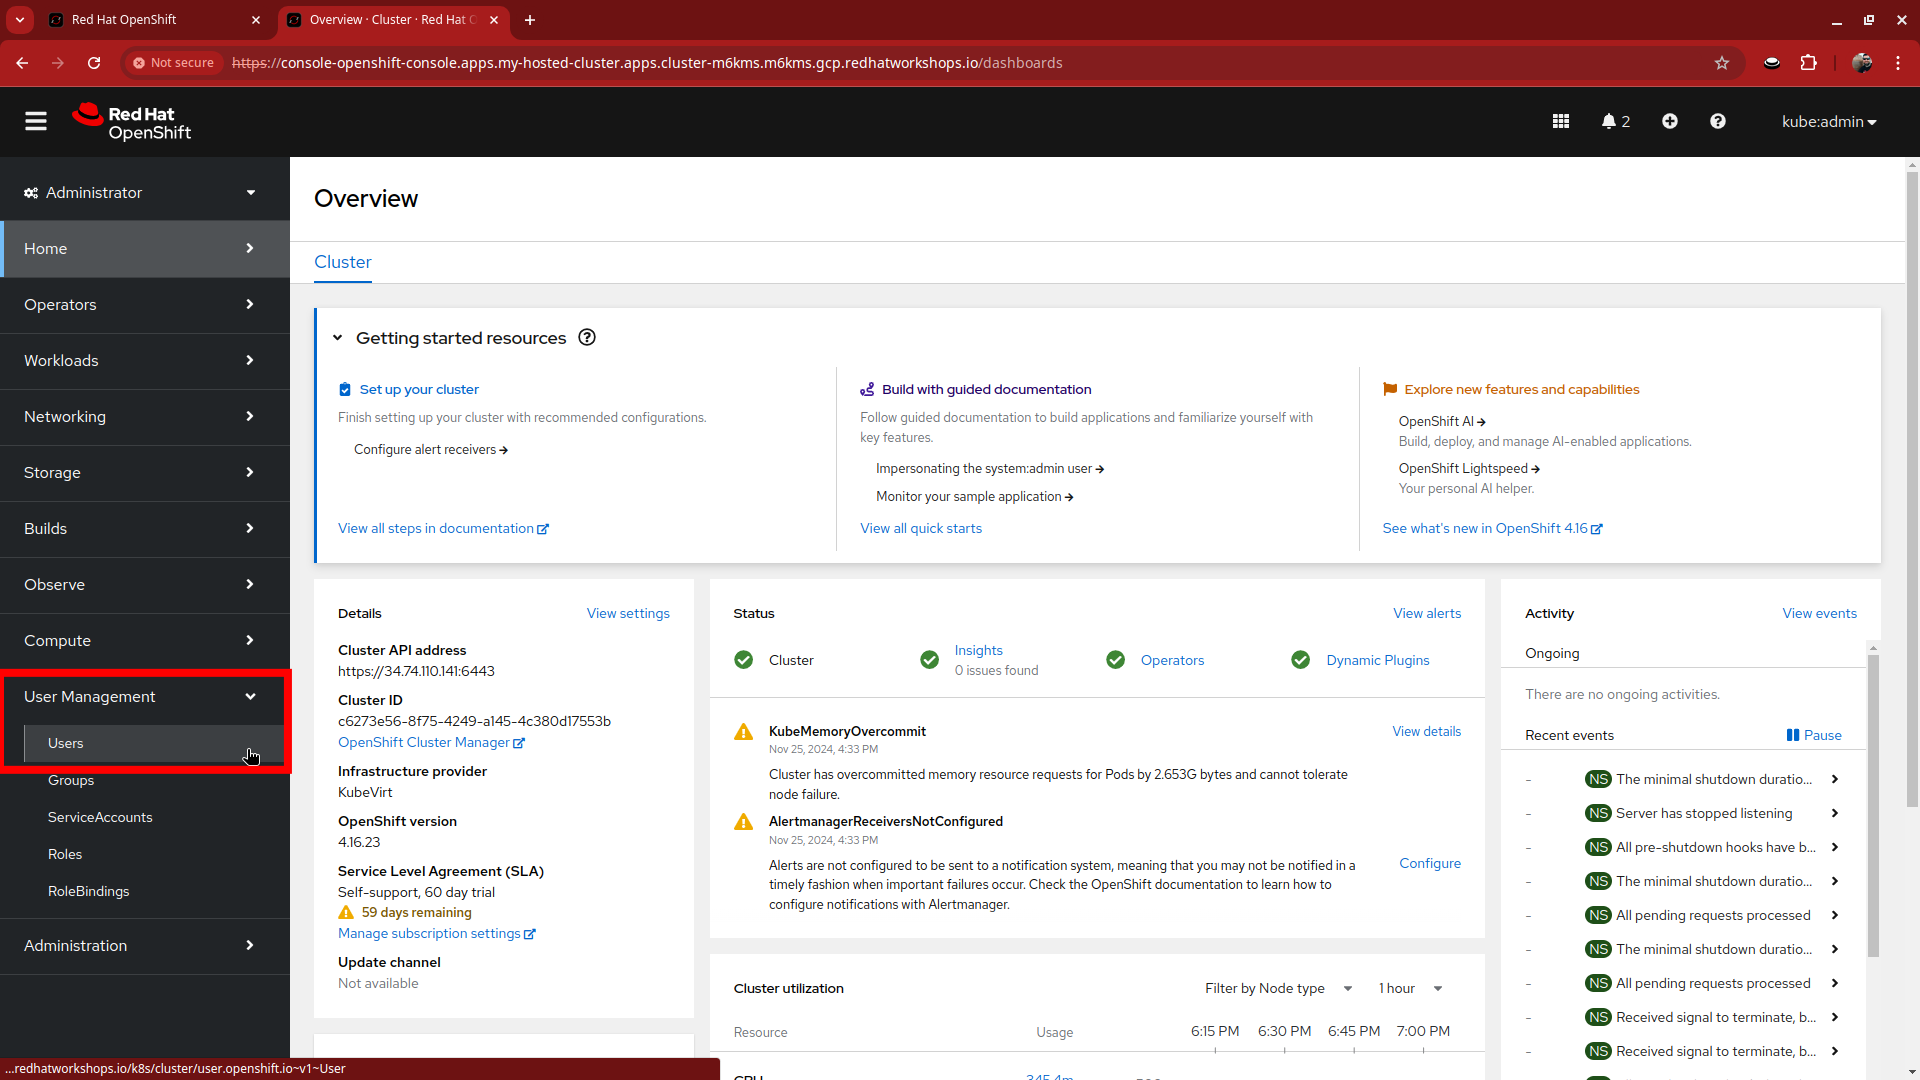 Red Hat OpenShift
Overview · Cluster · Red Hat
Not secure
https://console-openshift-console.apps.my-hosted-cluster.apps.cluster-m6kms.m6kms.gcp.redhatworkshops.io/dashboards
Red Hat
OpenShift
2
kube:admin
Administrator
Home
Operators
Workloads
Networking
Storage
Builds
Observe
Compute
User Management
Users
Groups
ServiceAccounts
Roles
RoleBindings
Administration
Overview
Cluster
Getting started resources
Set up your cluster
Finish setting up your cluster with recommended configurations.
Configure alert receivers
View all steps in documentation
Build with guided documentation
Follow guided documentation to build applications and familiarize yourself with
key features.
Impersonating the system:admin user
Monitor your sample application
View all quick starts
Explore new features and capabilities
OpenShift AI
Build, deploy, and manage AI-enabled applications.
OpenShift Lightspeed
Your personal AI helper.
See what's new in OpenShift 4.16
Details
View settings
Cluster API address
https://34.74.110.141:6443
Cluster ID
c6273e56-8f75-4249-a145-4c380d17553b
OpenShift Cluster Manager
Infrastructure provider
KubeVirt
OpenShift version
4.16.23
Service Level Agreement (SLA)
Self-support, 60 day trial
59 days remaining
Manage subscription settings
Update channel
Not available
Status
View alerts
Cluster
Insights
0 issues found
Operators
Dynamic Plugins
KubeMemoryOvercommit
View details
Nov 25, 2024, 4:33 PM
Cluster has overcommitted memory resource requests for Pods by 2.653G bytes and cannot tolerate
node failure.
AlertmanagerReceiversNotConfigured
Nov 25, 2024, 4:33 PM
Alerts are not configured to be sent to a notification system, meaning that you may not be notified in a
timely fashion when important failures occur. Check the OpenShift documentation to learn how to
configure notifications with Alertmanager.
Configure
Cluster utilization
Filter by Node type
1 hour
Resource
Usage
6:15 PM
6:30 PM
6:45 PM
7:00 PM
CPU
345.4m
Activity
View events
Ongoing
There are no ongoing activities.
Recent events
Pause
- NS The minimal shutdown duratio...
- NS Server has stopped listening
- NS All pre-shutdown hooks have b...
- NS The minimal shutdown duratio...
- NS All pending requests processed
- NS The minimal shutdown duratio...
- NS All pending requests processed
- NS Received signal to terminate, b...
- NS Received signal to terminate, b...
...redhatworkshops.io/k8s/cluster/user.openshift.io~v1~User